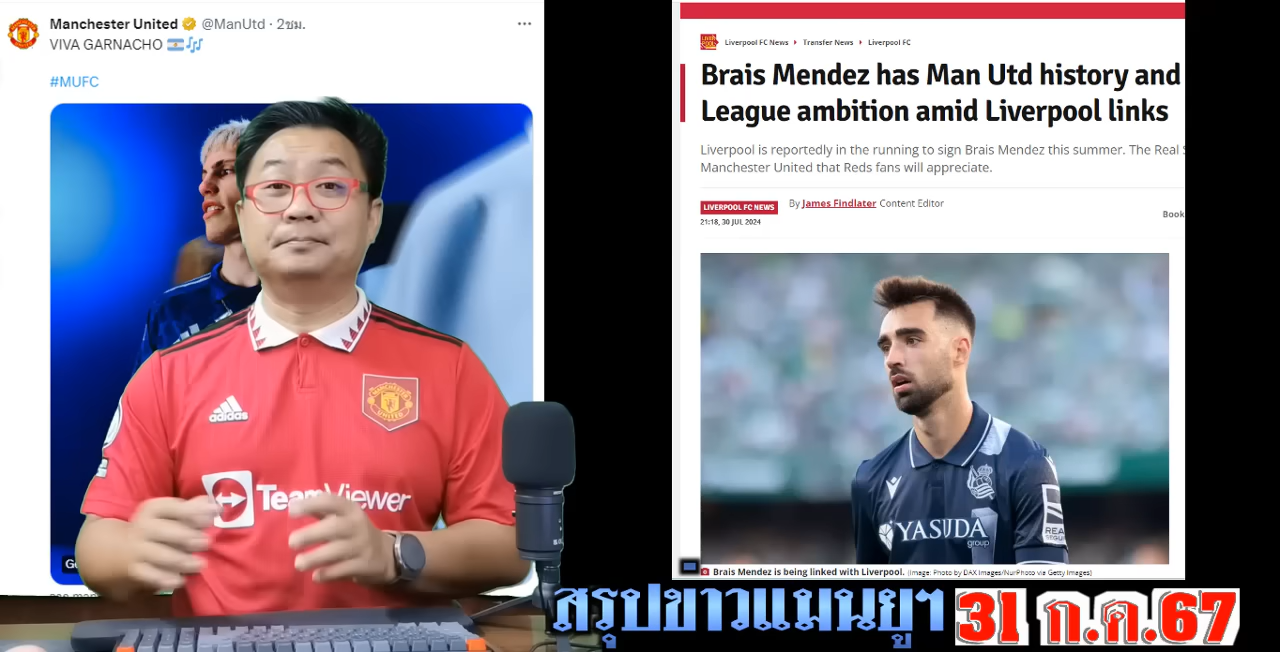 Manchester United @ManUtd · 2ชม.
VIVA GARNACHO
#MUFC
adidas
TeamViewer
Liverpool FC News Transfer News Liverpool FC
Brais Mendez has Man Utd history and
League ambition amid Liverpool links
Liverpool is reportedly in the running to sign Brais Mendez this summer. The Real
Manchester United that Reds fans will appreciate.
LIVERPOOL FC NEWS By James Findlater Content Editor
21:18, 30 JUL 2024
Book
YASUDA
group
REA
Brais Mendez is being linked with Liverpool. (Image: Photo by DAX Images/NurPhoto via Getty Images)
สรุปข่าวแมนยูฯ 31 ก.ค.67